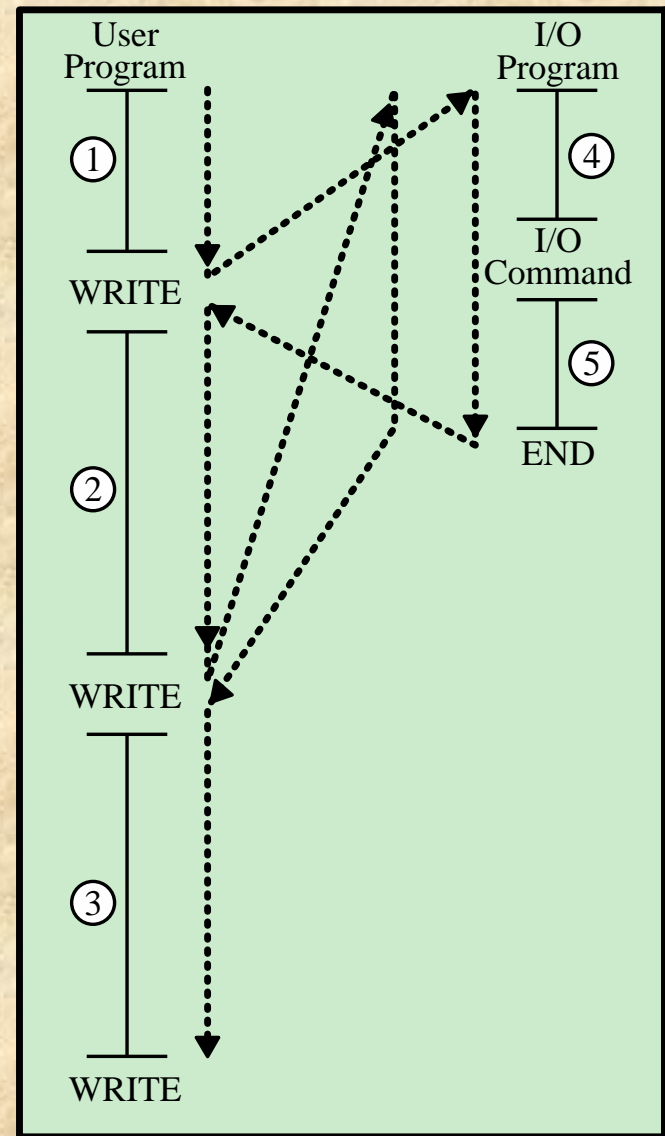 User
Program
1
WRITE
2
WRITE
3
WRITE
I/O
Program
4
I/O
Command
5
END